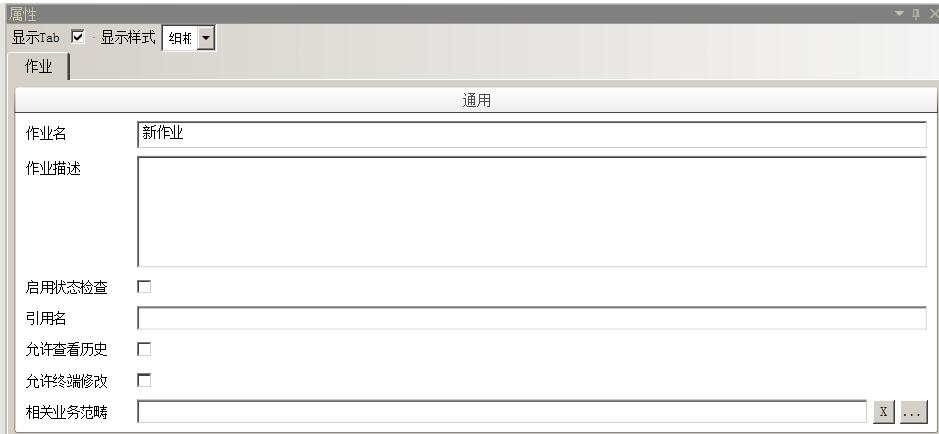 属性
显示Tab 显示样式
作业
通用
作业名 新作业
作业描述
启用状态检查
引用名
允许查看历史
允许终端修改
相关业务范畴 X ...